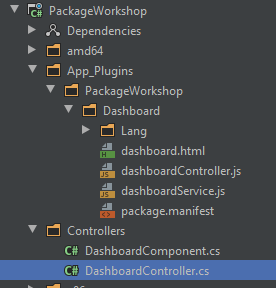 PackageWorkshop
Dependencies
amd64
App_Plugins
PackageWorkshop
Dashboard
Lang
dashboard.html
dashboardController.js
dashboardService.js
package.manifest
Controllers
DashboardComponent.cs
DashboardController.cs